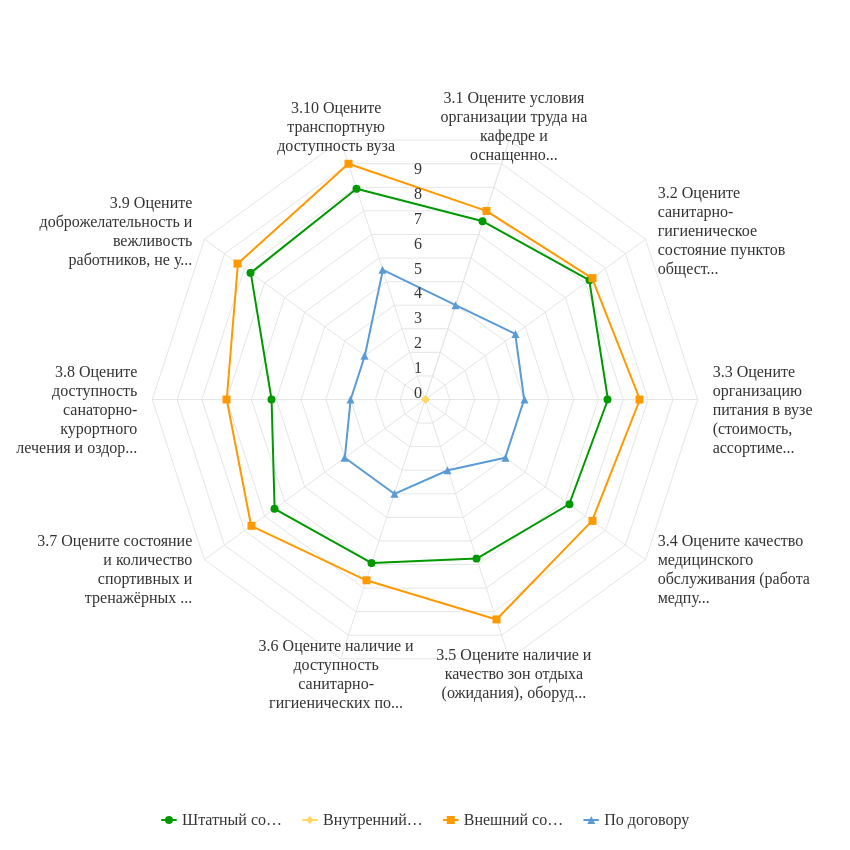 3.10 Оцените
транспортную
доступность вуза
3.1 Оцените условия
организации труда на
кафедре и
оснащенно...
3.2 Оцените
санитарно-
гигиеническое
состояние пунктов
общест...
3.3 Оцените
организацию
питания в вузе
(стоимость,
ассортиме...
3.4 Оцените качество
медицинского
обслуживания (работа
медпу...
3.5 Оцените наличие и
качество зон отдыха
(ожидания), оборуд...
3.6 Оцените наличие и
доступность
санитарно-
гигиенических по...
3.7 Оцените состояние
и количество
спортивных и
тренажёрных ...
3.8 Оцените
доступность
санаторно-
курортного
лечения и оздор...
3.9 Оцените
доброжелательность и
вежливость
работников, не у...
9
8
7
6
5
4
3
2
1
0
Штатный со… Внутренний… Внешний со… По договору